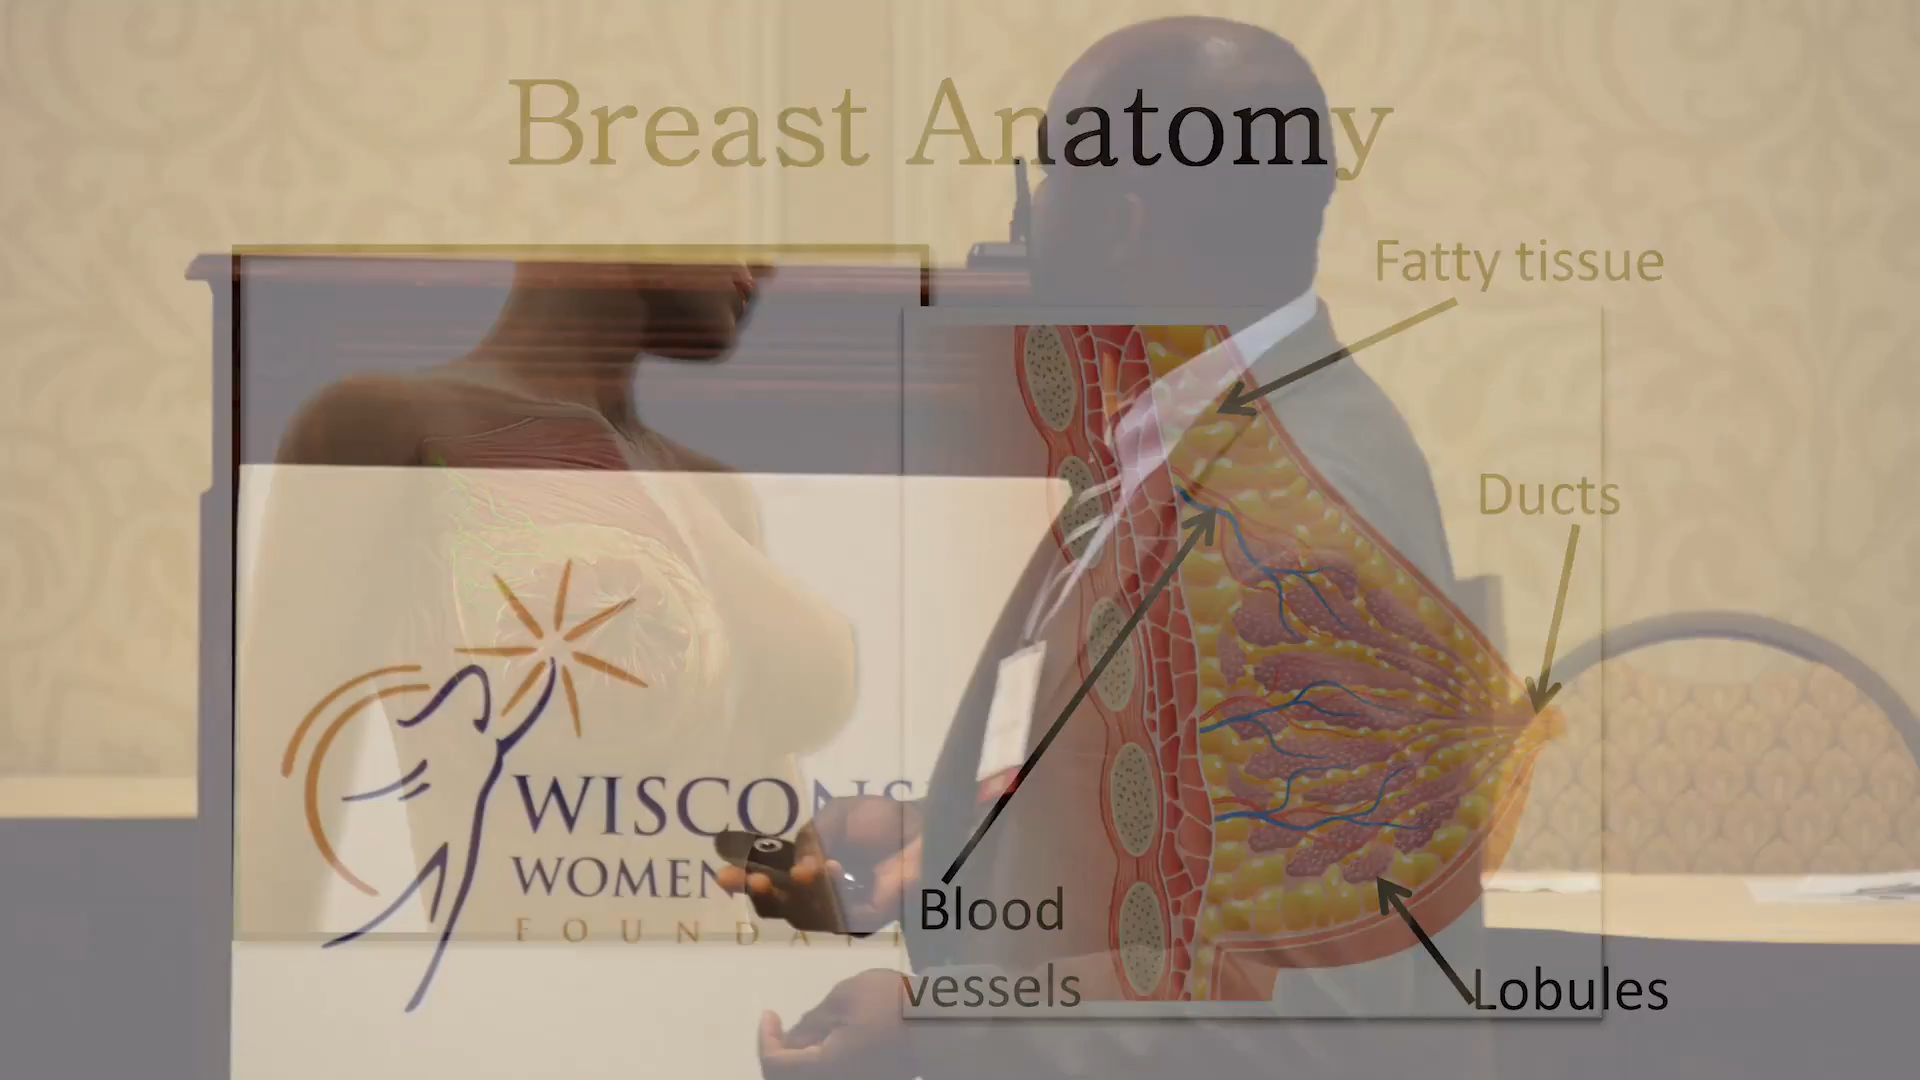 Breast Anatomy
Fatty tissue
Ducts
WISCONS
WOMEN
FOUNDATI
Blood
vessels
Lobules